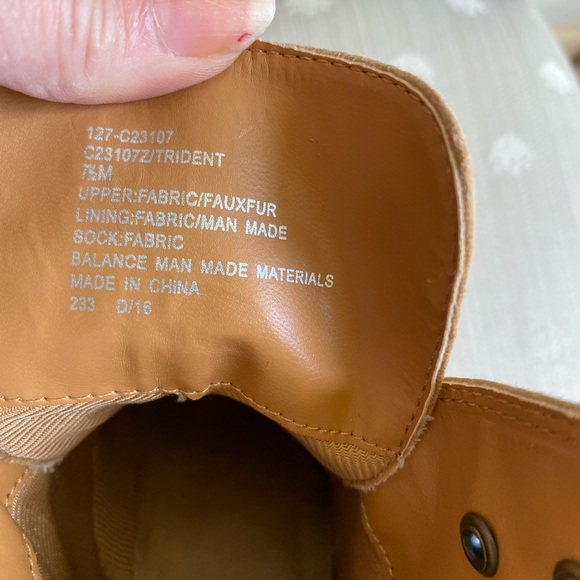 127-C23107
C23107Z/TRIDENT
7½M
UPPER:FABRIC/FAUXFUR
LINING:FABRIC/MAN MADE
SOCK:FABRIC
BALANCE MAN MADE MATERIALS
MADE IN CHINA
233 D/16